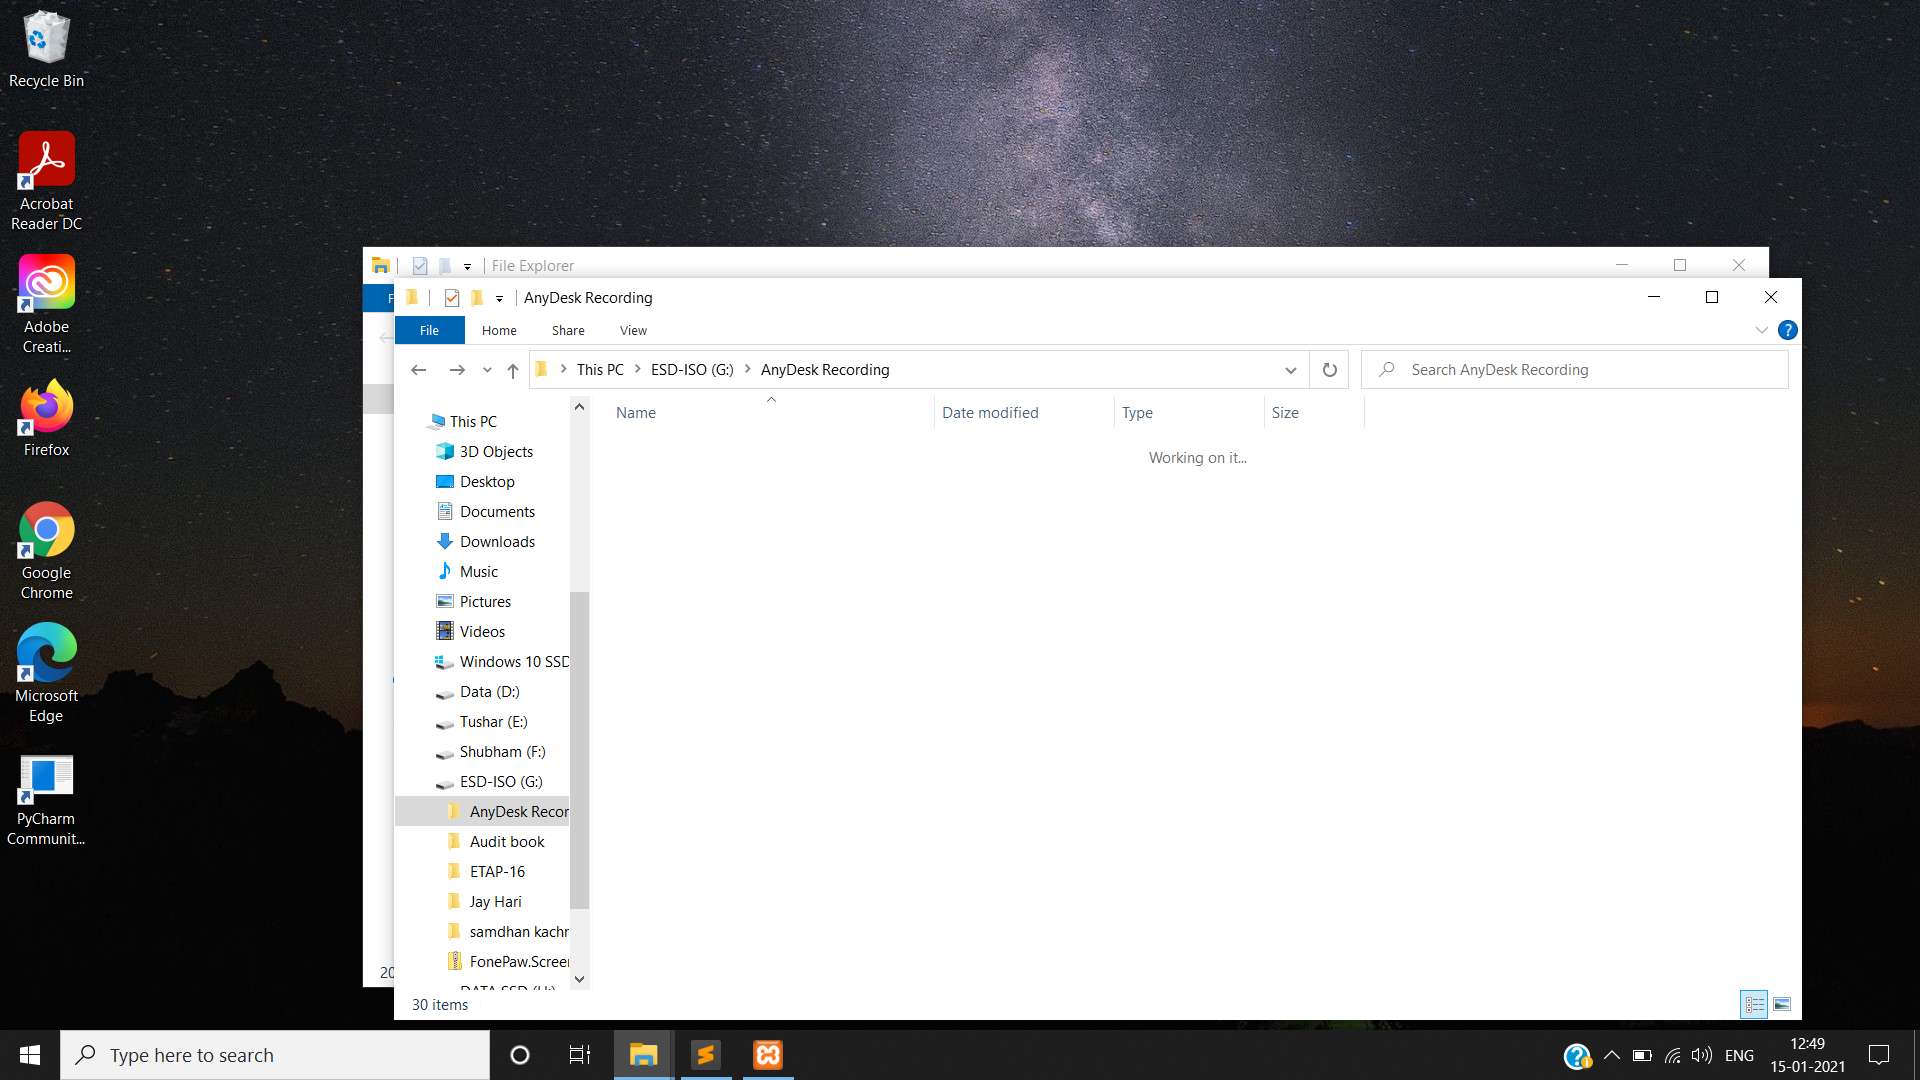 Recycle Bin
Acrobat
Reader DC
Adobe
Creati...
Firefox
Google
Chrome
Microsoft
Edge
PyCharm
Communit...
File Explorer
AnyDesk Recording
File Home Share View
This PC ESD-ISO (G:) AnyDesk Recording
Search AnyDesk Recording
Name Date modified Type Size
Working on it...
This PC
3D Objects
Desktop
Documents
Downloads
Music
Pictures
Videos
Windows 10 SSD
Data (D:)
Tushar (E:)
Shubham (F:)
ESD-ISO (G:)
AnyDesk Recor
Audit book
ETAP-16
Jay Hari
samdhan kachr
FonePaw.Screen
DATA SSD (H:)
20
30 items
Type here to search
ENG
12:49
15-01-2021